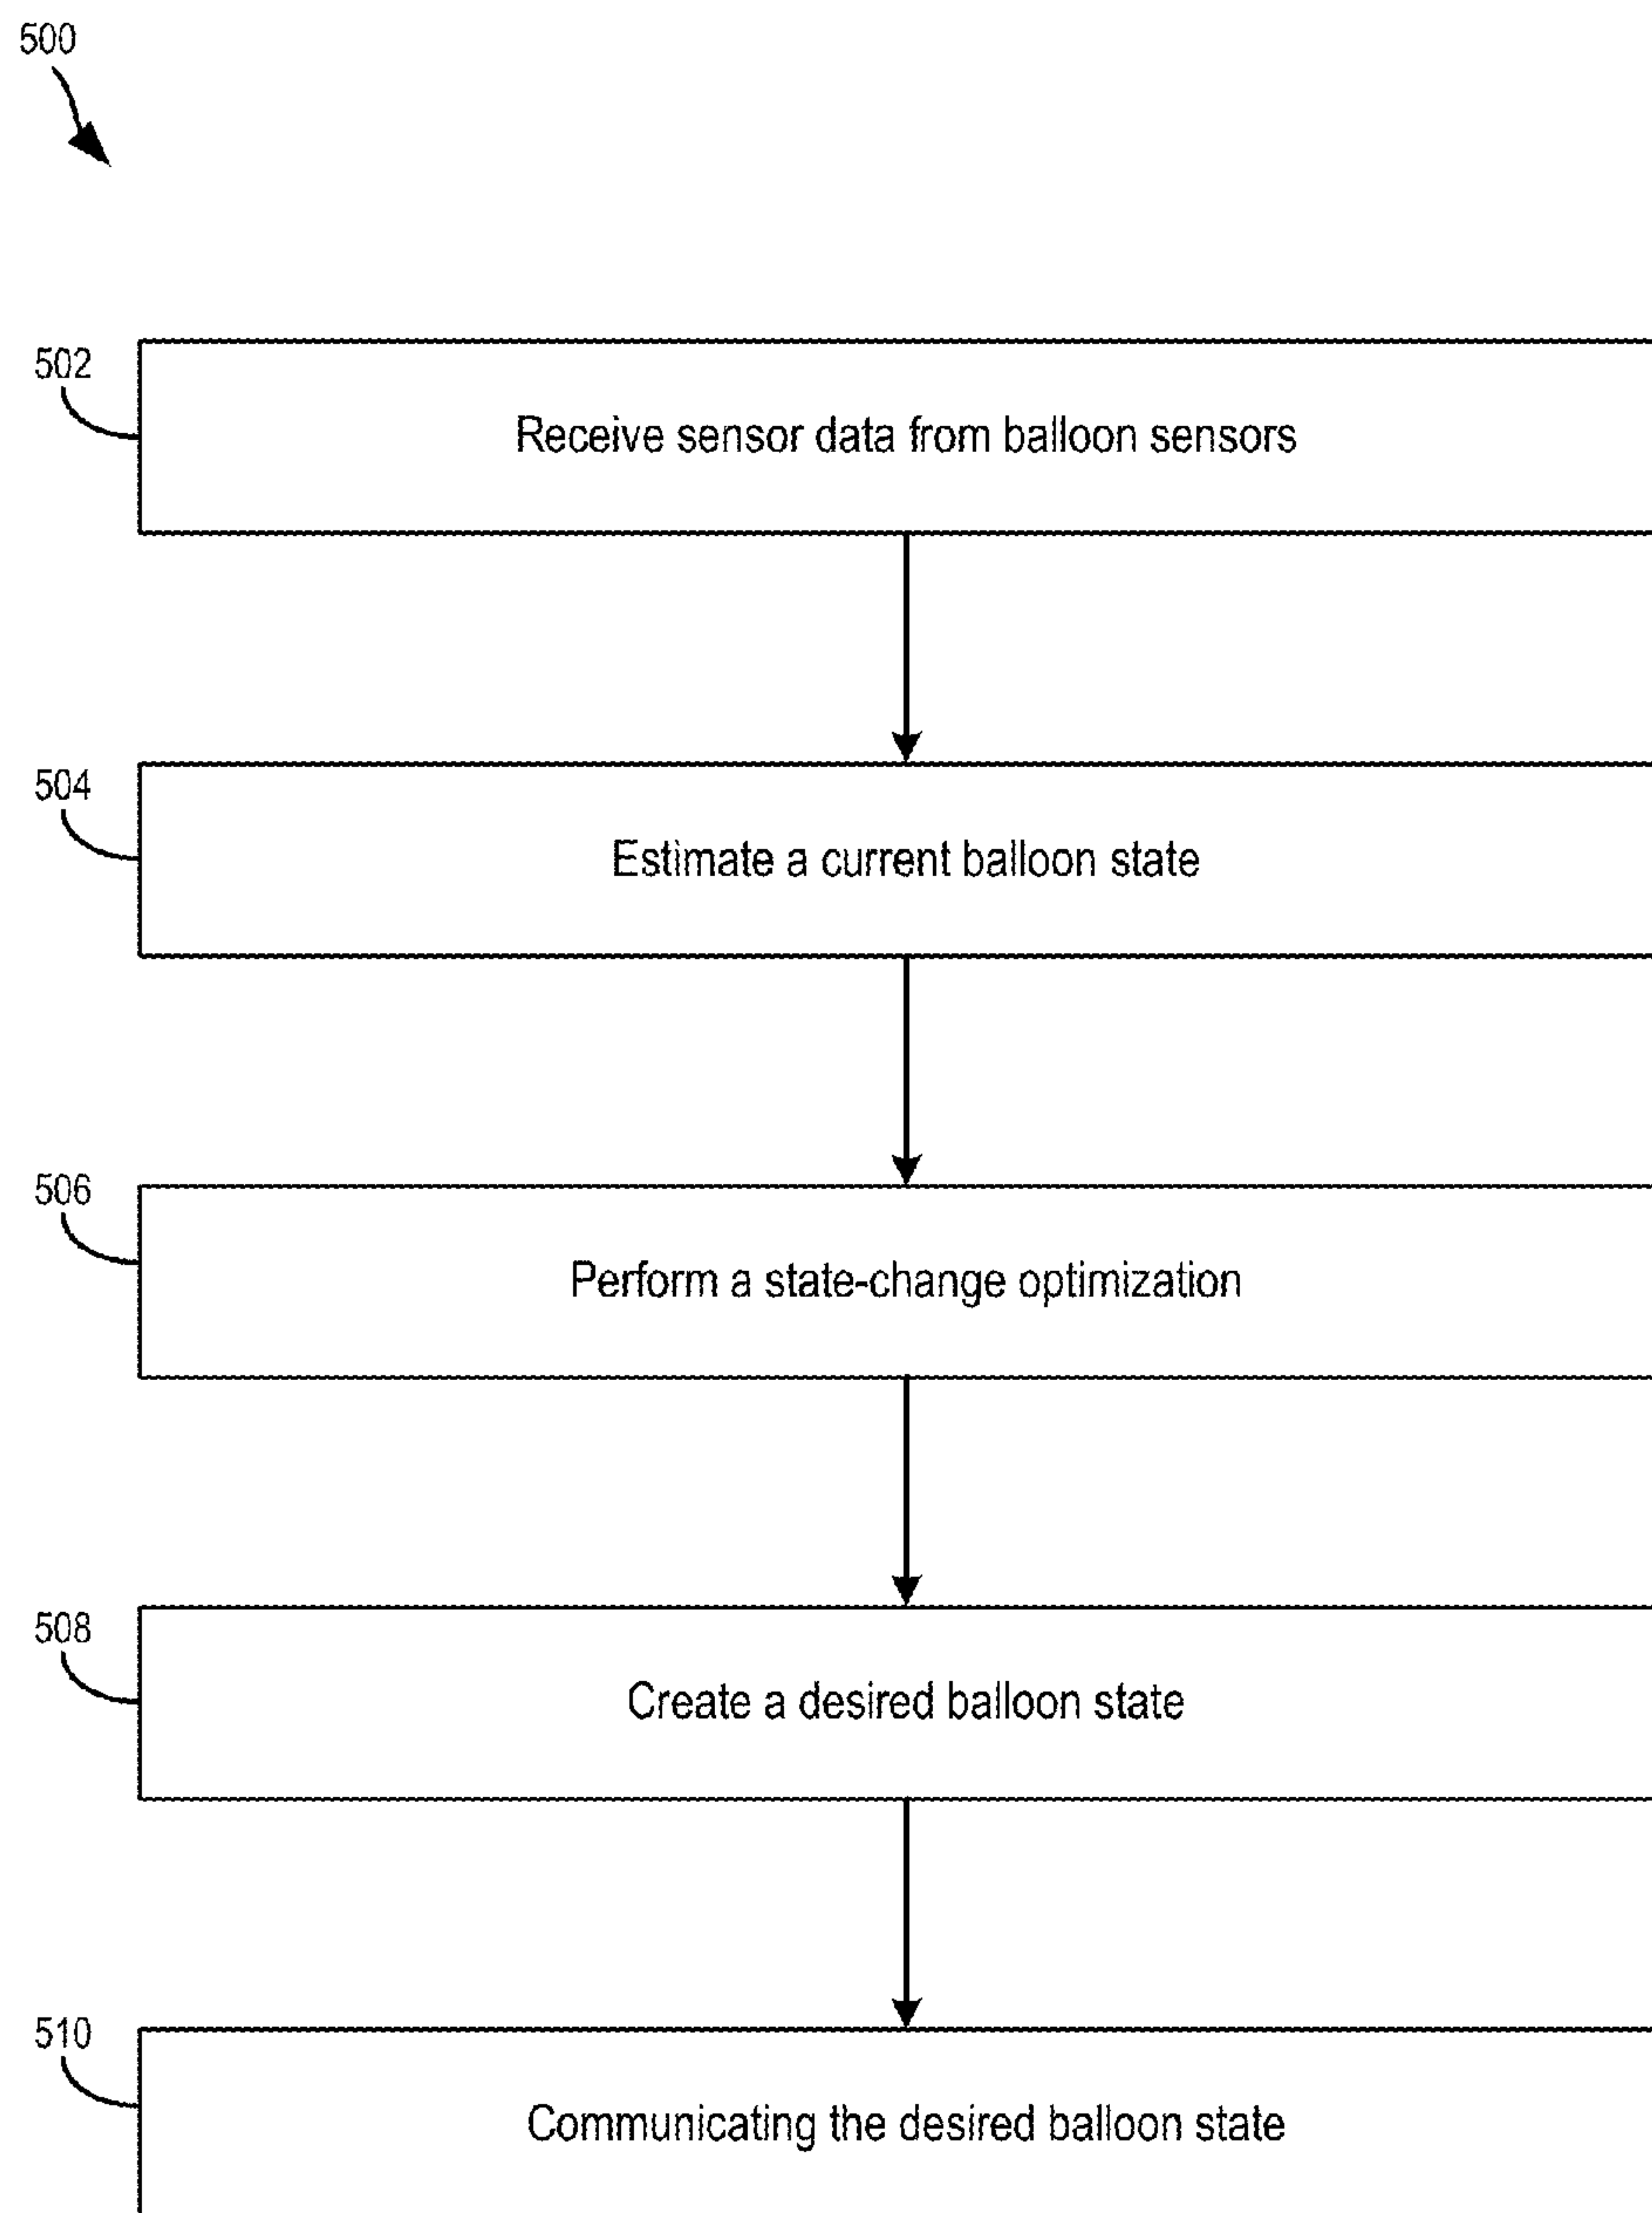 500
502
Receive sensor data from balloon sensors
504
Estimate a current balloon state
506
Perform a state-change optimization
508
Create a desired balloon state
510
Communicating the desired balloon state